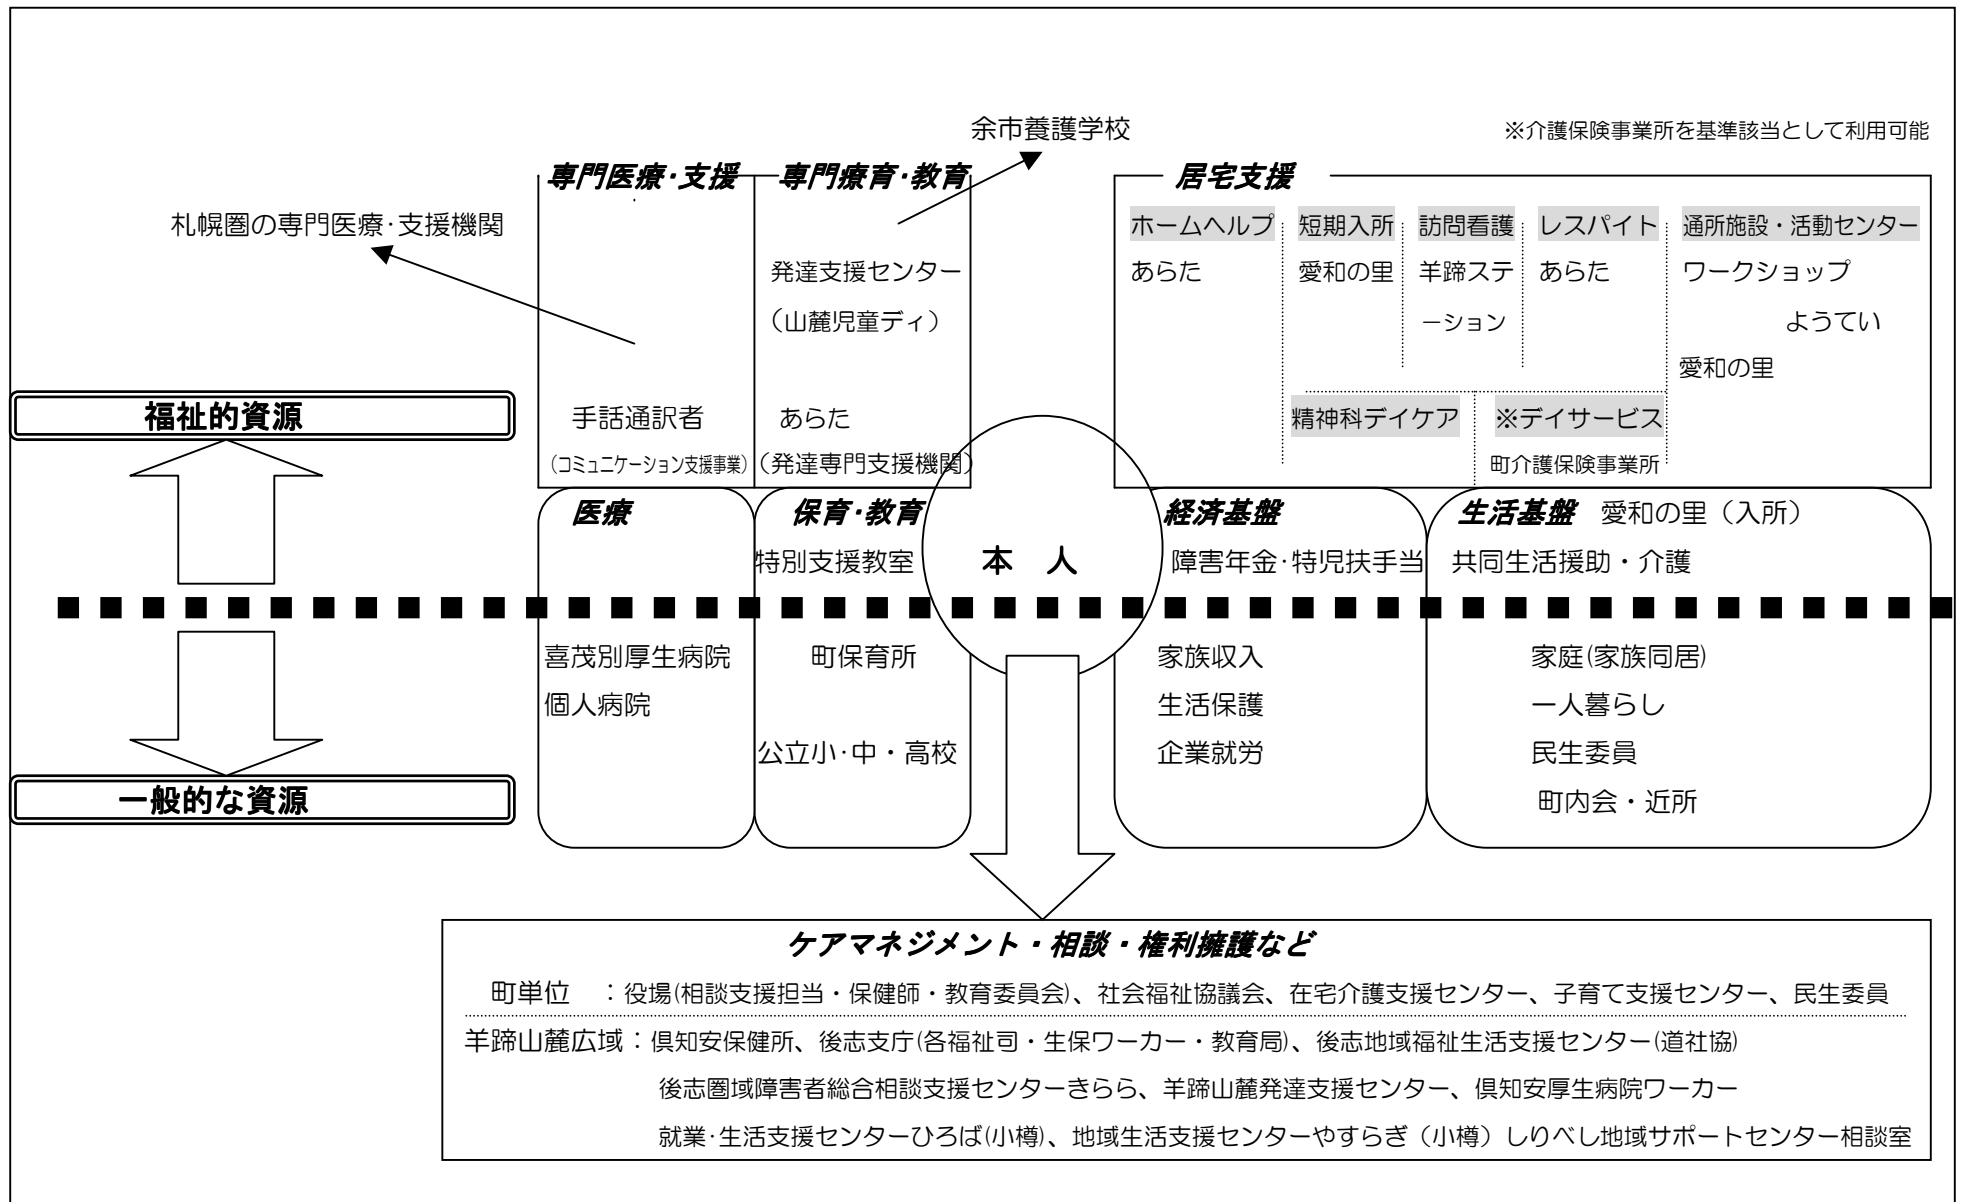 余市養護学校
※介護保険事業所を基準該当として利用可能
専門医療・支援
専門療育・教育
居宅支援
札幌圏の専門医療・支援機関
発達支援センター
（山麓児童ディ）
あらた
（発達専門支援機関）
手話通訳者
（コミュニケーション支援事業）
ホームヘルプ
あらた
短期入所
愛和の里
訪問看護
羊蹄ステ
ーション
レスパイト
あらた
通所施設・活動センター
ワークショップ
ようてい
愛和の里
精神科デイケア
※デイサービス
町介護保険事業所
福祉的資源
医療
保育・教育
特別支援教室
本 人
経済基盤
障害年金・特児扶手当
生活基盤 愛和の里（入所）
共同生活援助・介護
喜茂別厚生病院
個人病院
町保育所
公立小・中・高校
家族収入
生活保護
企業就労
家庭(家族同居)
一人暮らし
民生委員
町内会・近所
一般的な資源
ケアマネジメント・相談・権利擁護など
町単位 ：役場(相談支援担当・保健師・教育委員会)、社会福祉協議会、在宅介護支援センター、子育て支援センター、民生委員
羊蹄山麓広域：倶知安保健所、後志支庁(各福祉司・生保ワーカー・教育局)、後志地域福祉生活支援センター(道社協)
後志圏域障害者総合相談支援センターきらら、羊蹄山麓発達支援センター、倶知安厚生病院ワーカー
就業・生活支援センターひろば(小樽)、地域生活支援センターやすらぎ（小樽）しりべし地域サポートセンター相談室